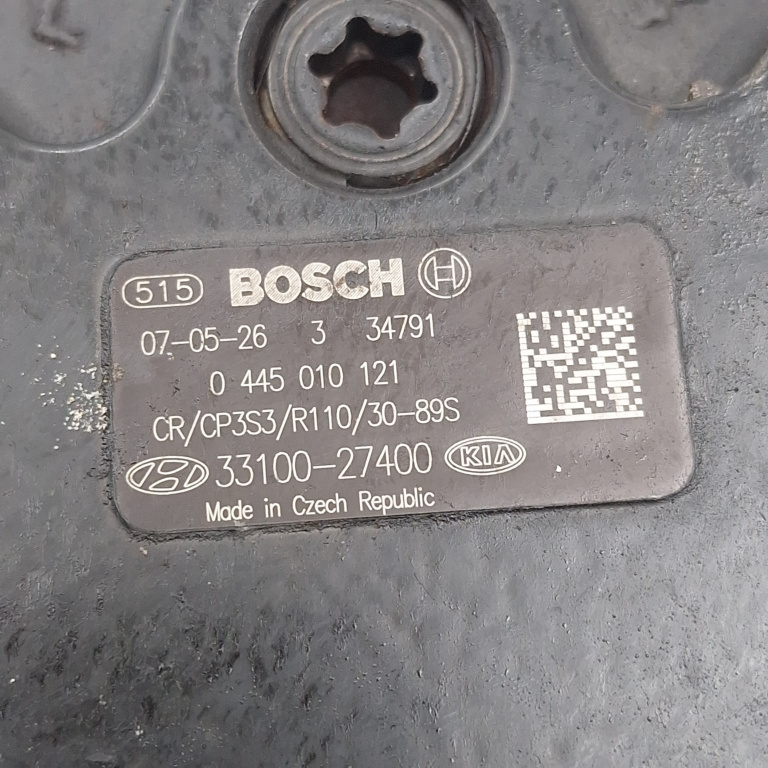 515 BOSCH
07-05-26 3 34791
0 445 010 121
CR/CP3S3/R110/30-89S
33100-27400 KIA
Made in Czech Republic